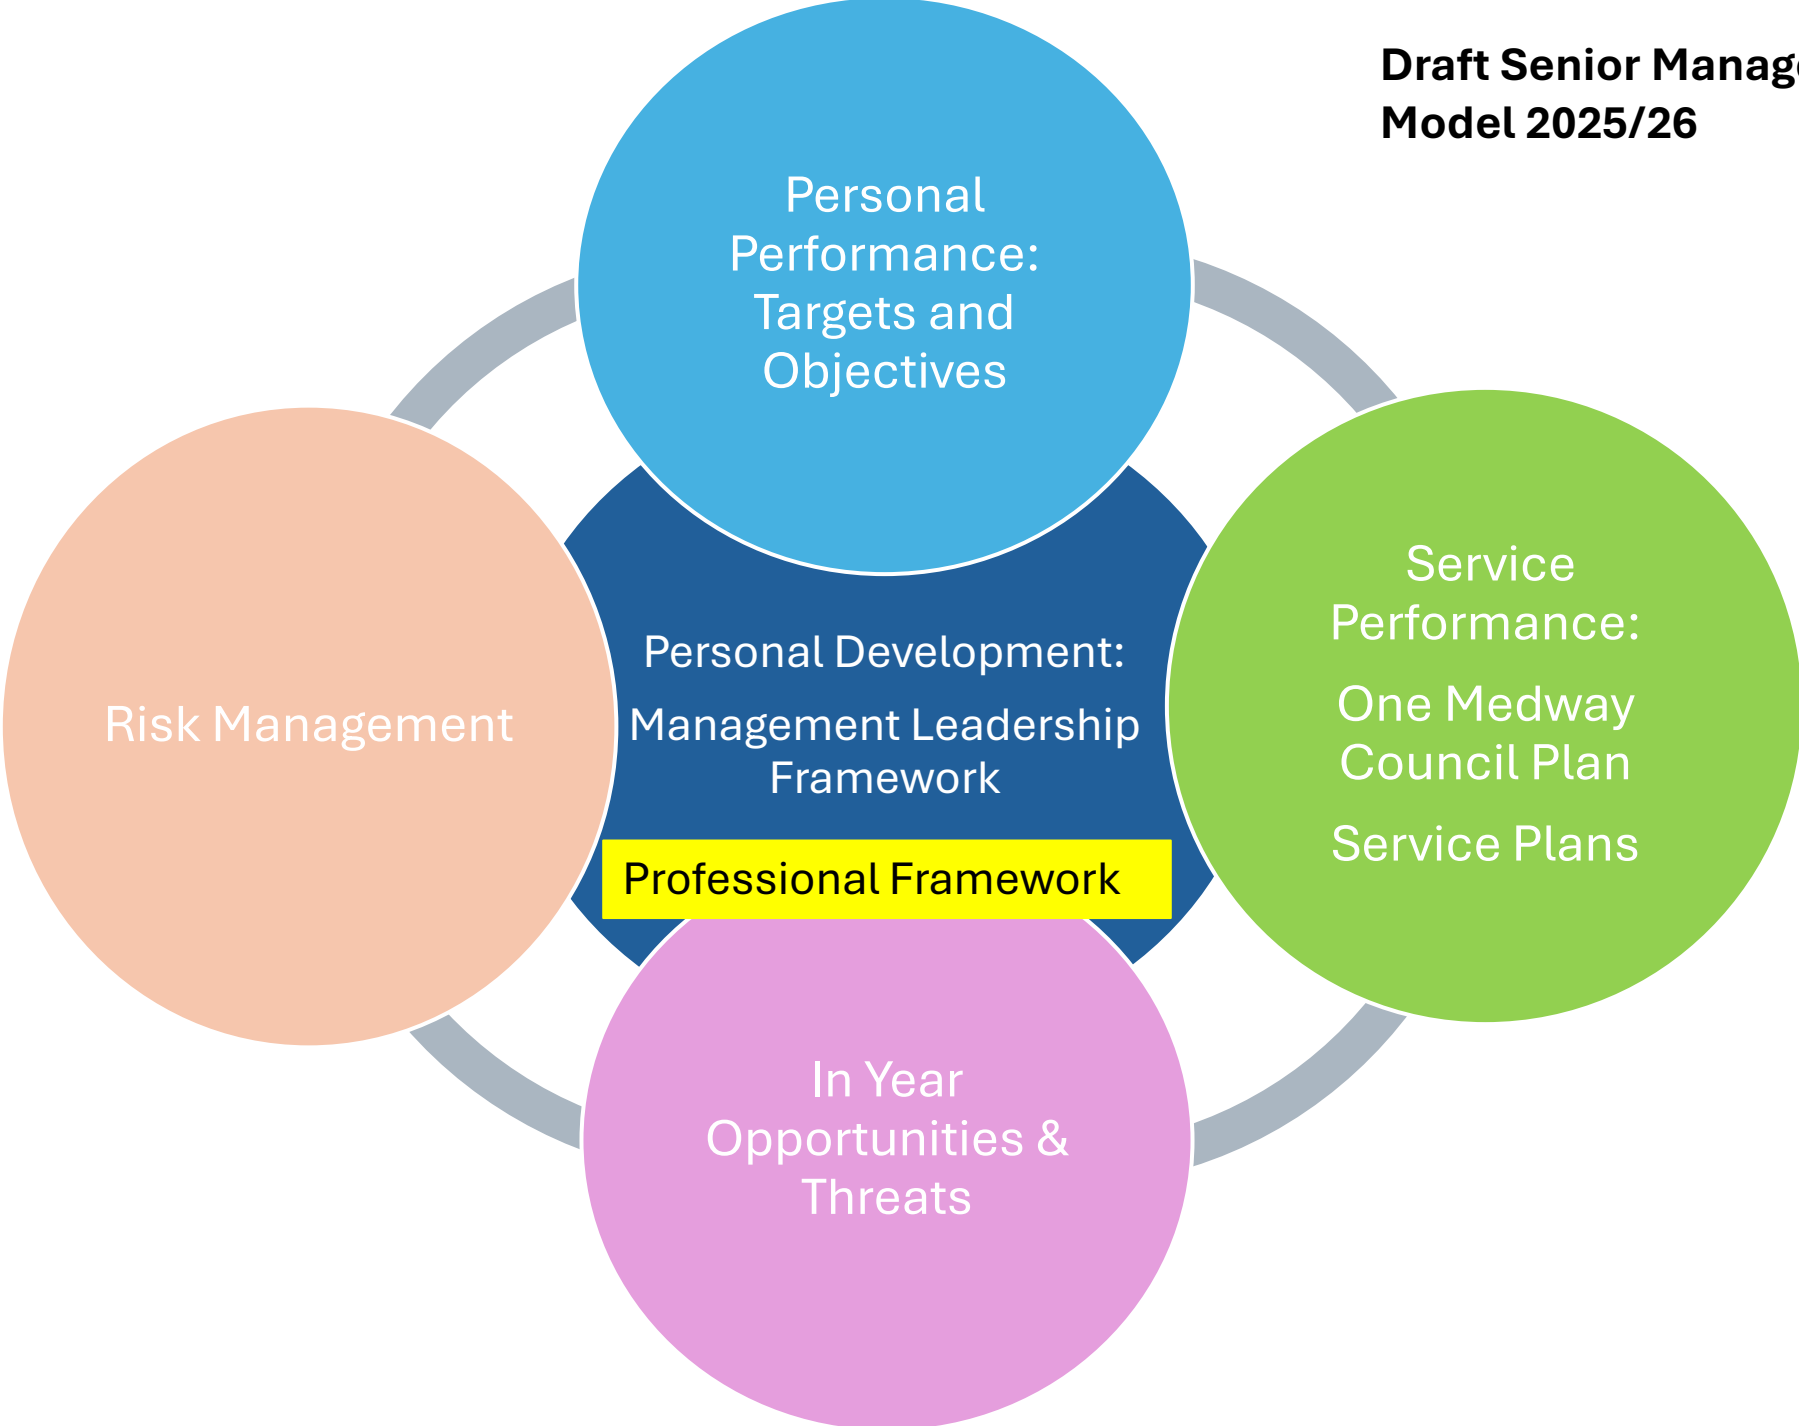 Draft Senior
Model 2025/26
Personal
Performance:
Targets and
Objectives
Risk Management
Personal Development:
Management Leadership
Framework
Professional Framework
Service
Performance:
One Medway
Council Plan
Service Plans
In Year
Opportunities &
Threats